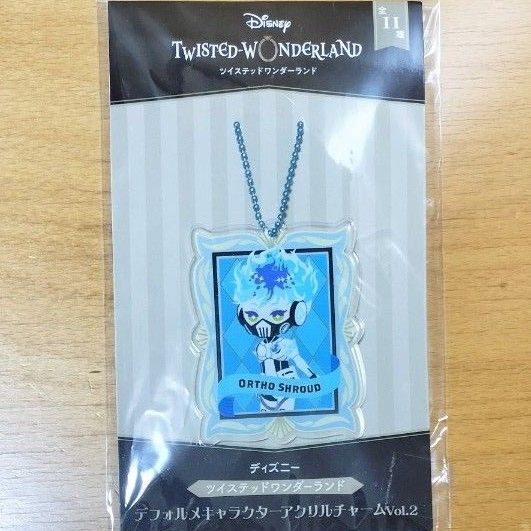 Disney
TWISTED-WONDERLAND
ツイステッドワンダーランド
全
11
種
ORTHO SHROUD
ディズニー
ツイステッドワンダーランド
デフォルメキャラクターアクリルチャームVol.2